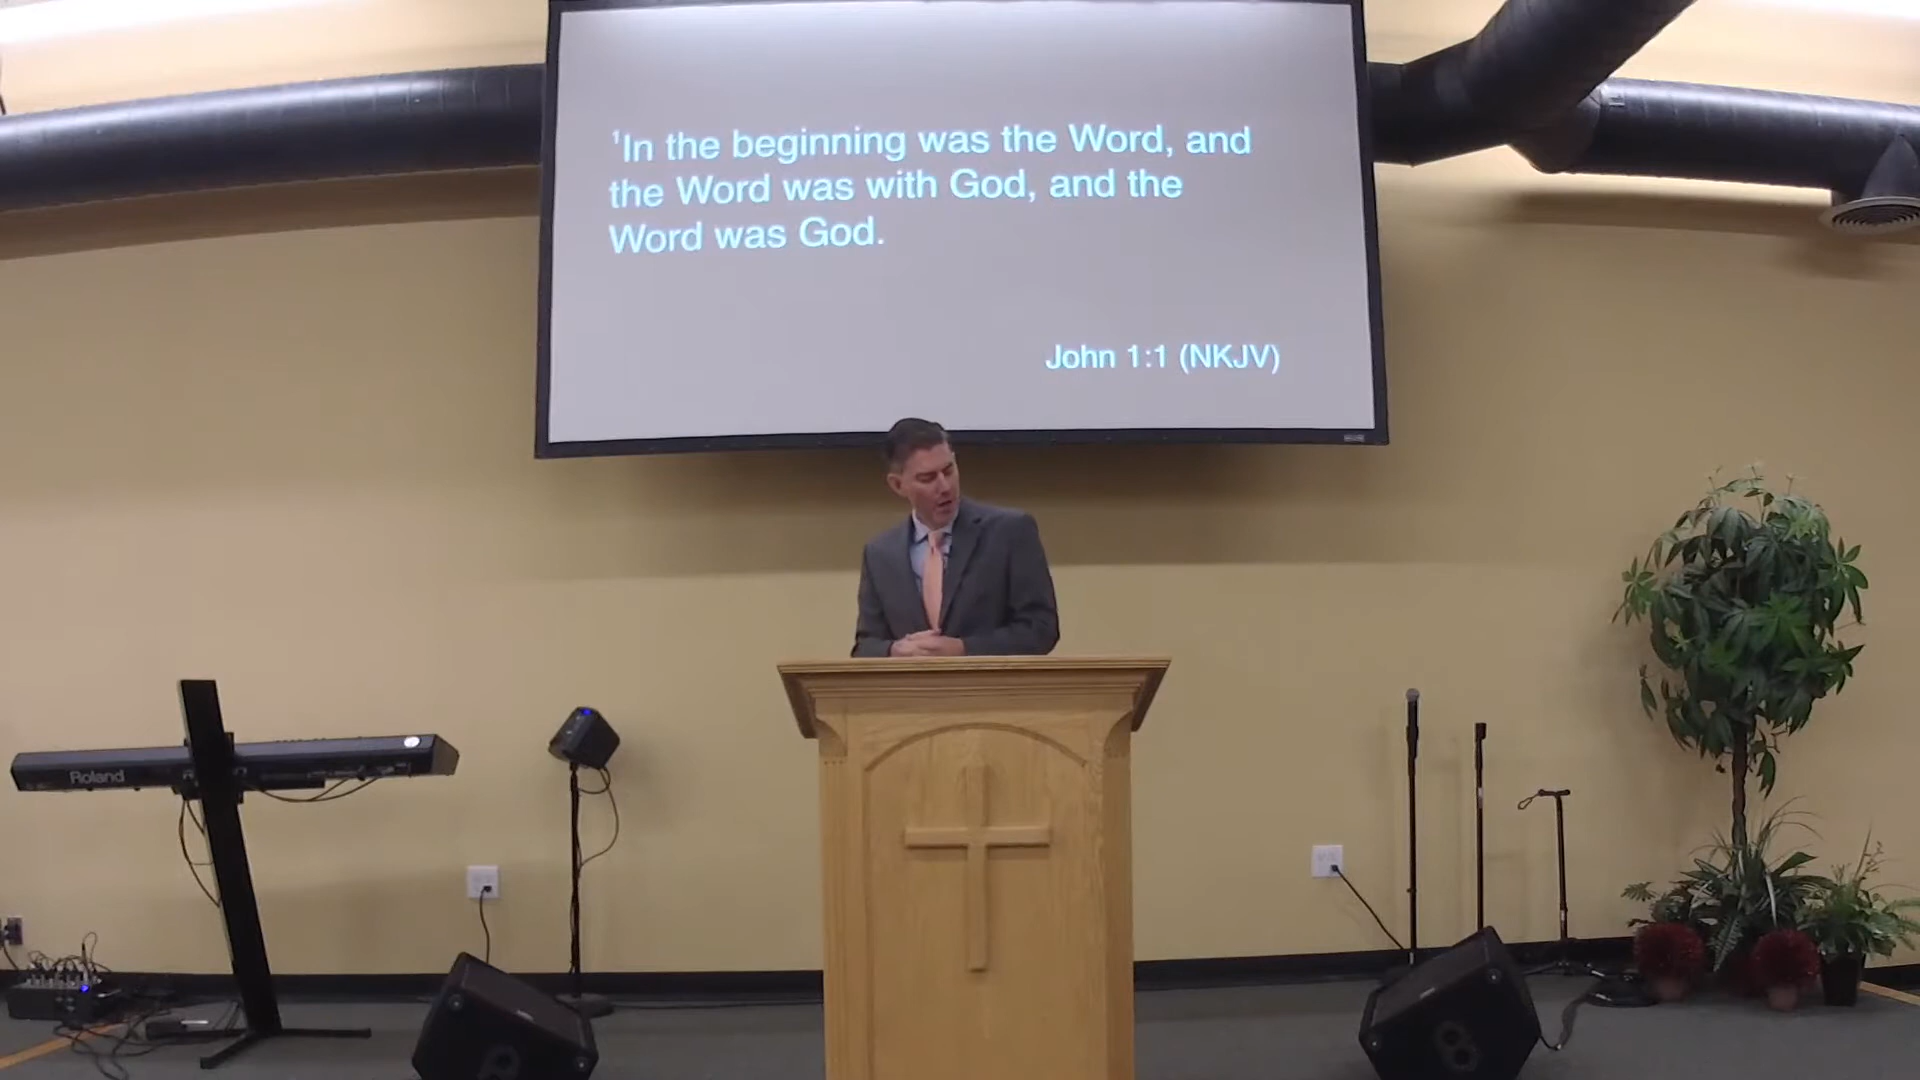 ¹In the beginning was the Word, and
the Word was with God, and the
Word was God.
John 1:1 (NKJV)
Roland